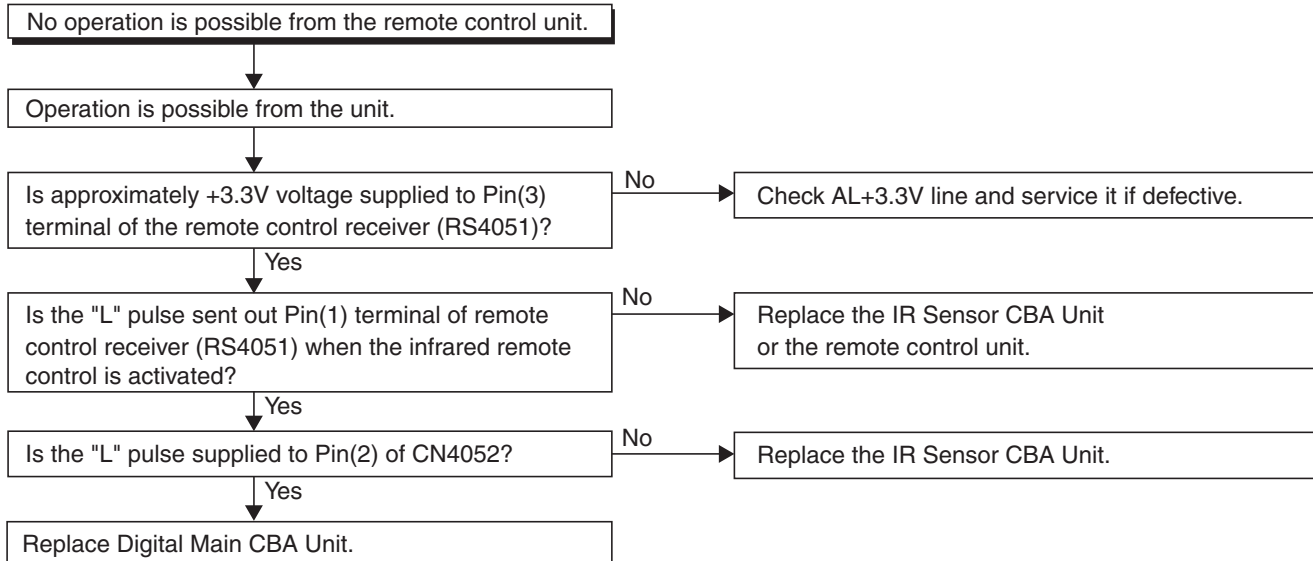 No operation is possible from the remote control unit.
Operation is possible from the unit.
Is approximately +3.3V voltage supplied to Pin(3)
terminal of the remote control receiver (RS4051)?
No
Check AL+3.3V line and service it if defective.
Yes
Is the "L" pulse sent out Pin(1) terminal of remote
control receiver (RS4051) when the infrared remote
control is activated?
No
Replace the IR Sensor CBA Unit
or the remote control unit.
Yes
Is the "L" pulse supplied to Pin(2) of CN4052?
No
Replace the IR Sensor CBA Unit.
Yes
Replace Digital Main CBA Unit.